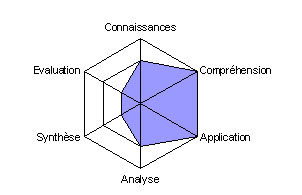 Connaissances
Evaluation
Compréhension
Synthèse
Application
Analyse